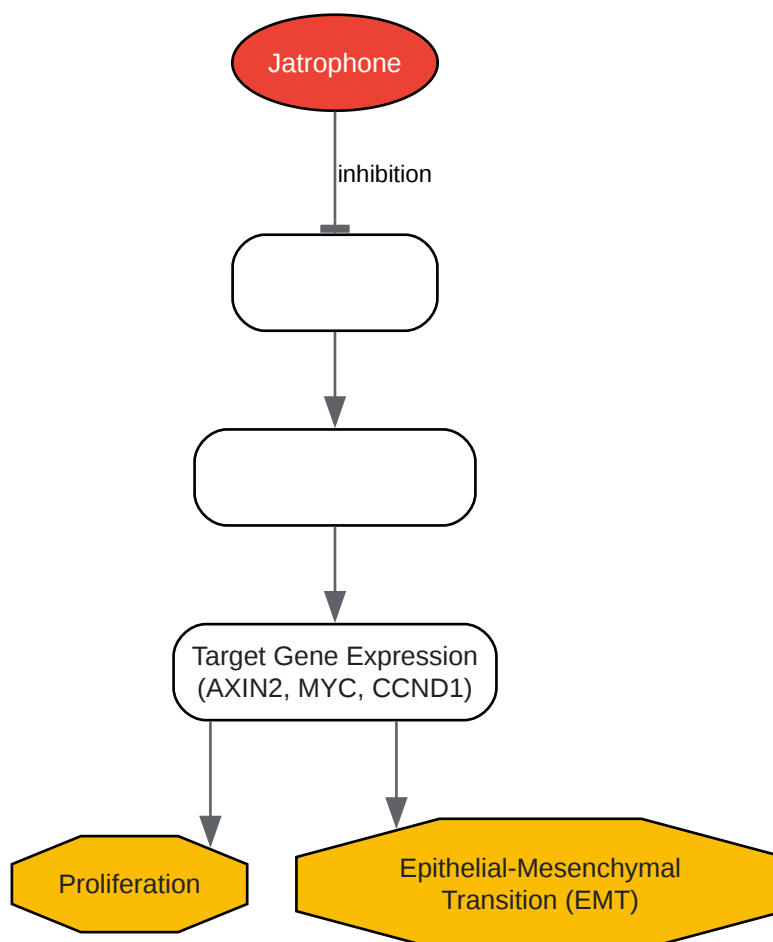 Jatrophone
inhibition
Target Gene Expression
(AXIN2, MYC, CCND1)
Proliferation
Epithelial-Mesenchymal
Transition (EMT)